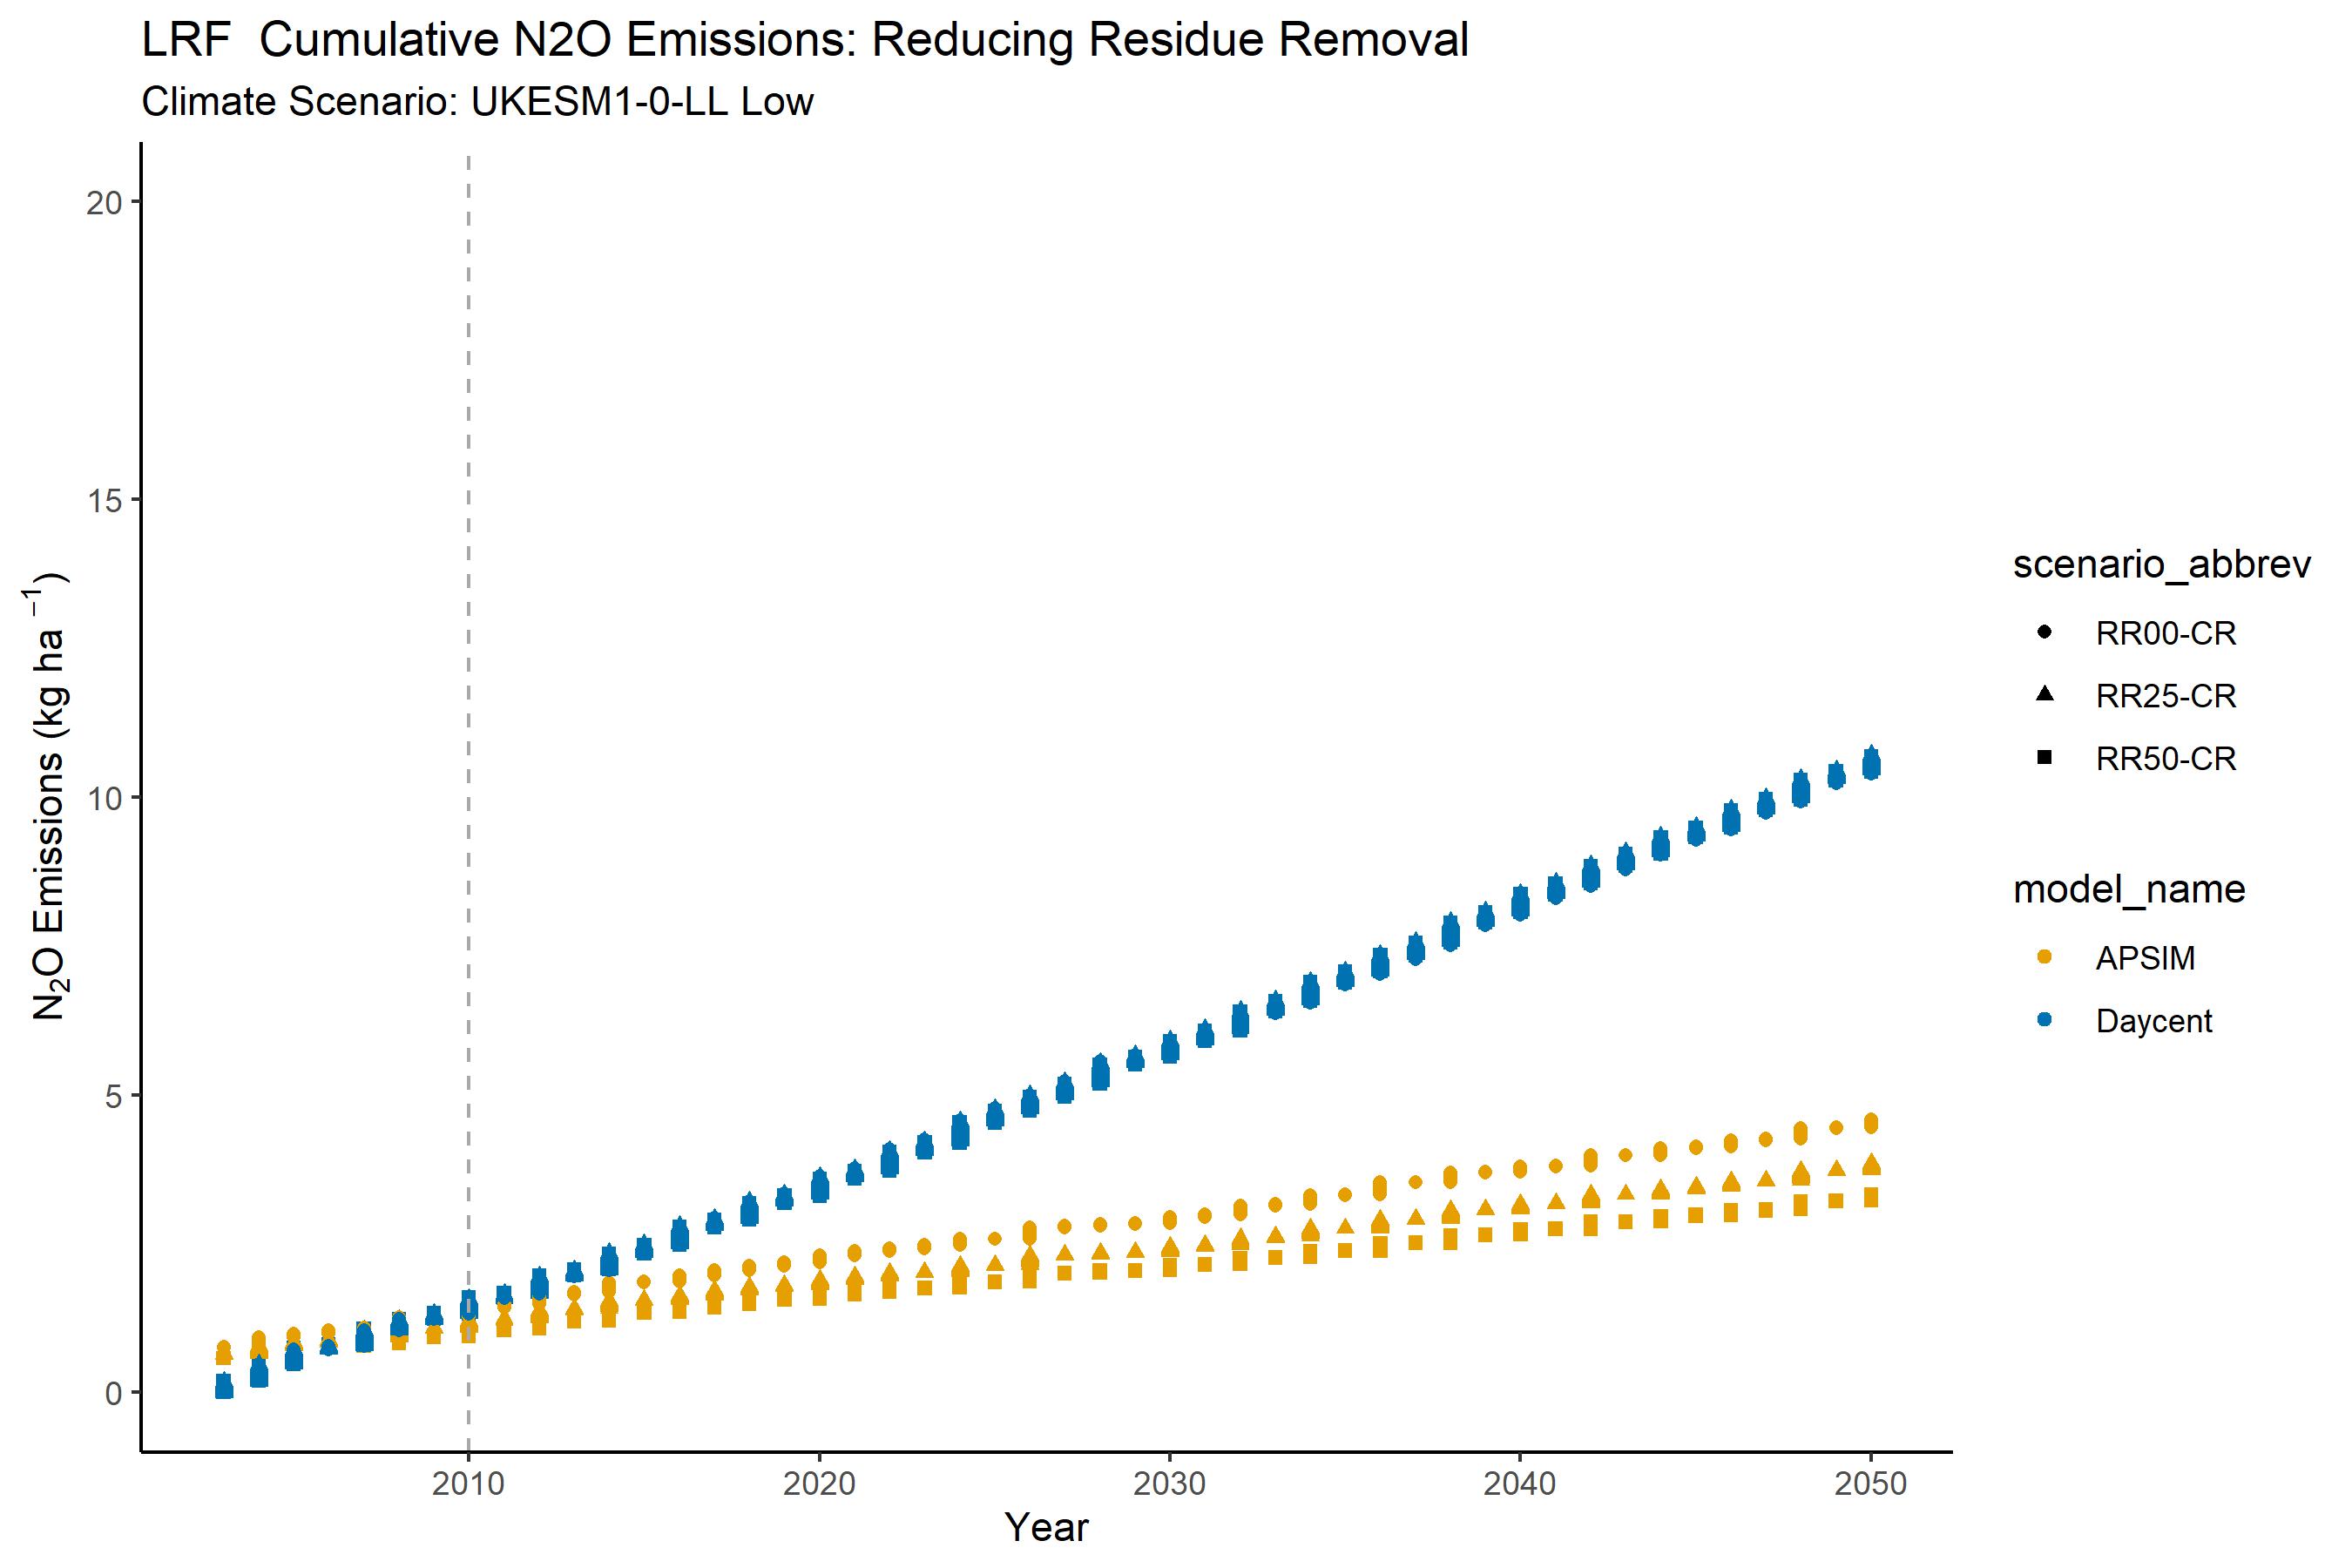 LRF  Cumulative N2O Emissions: Reducing Residue Removal
Climate Scenario: UKESM1-0-LL Low
N₂O Emissions (kg ha ⁻¹)
20
15
10
5
0
2010
2020
2030
2040
2050
Year
scenario_abbrev
RR00-CR
RR25-CR
RR50-CR
model_name
APSIM
Daycent